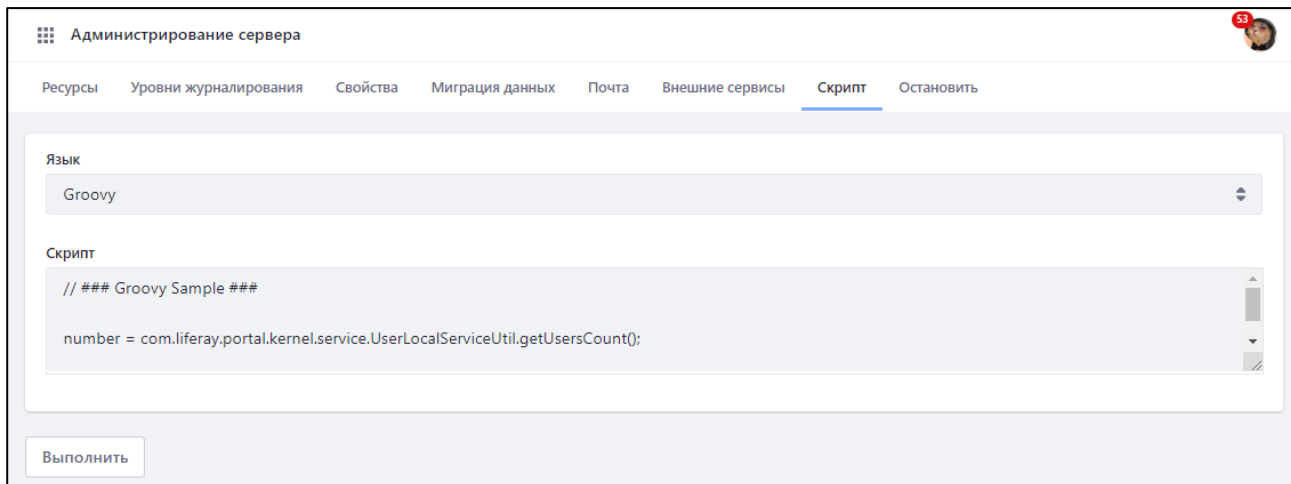 53
Администрирование сервера
Ресурсы Уровни журналирования Свойства Миграция данных Почта Внешние сервисы Скрипт Остановить
Язык
Groovy
Скрипт
// ### Groovy Sample ###
number = com.liferay.portal.kernel.service.UserLocalServiceUtil.getUsersCount();
Выполнить